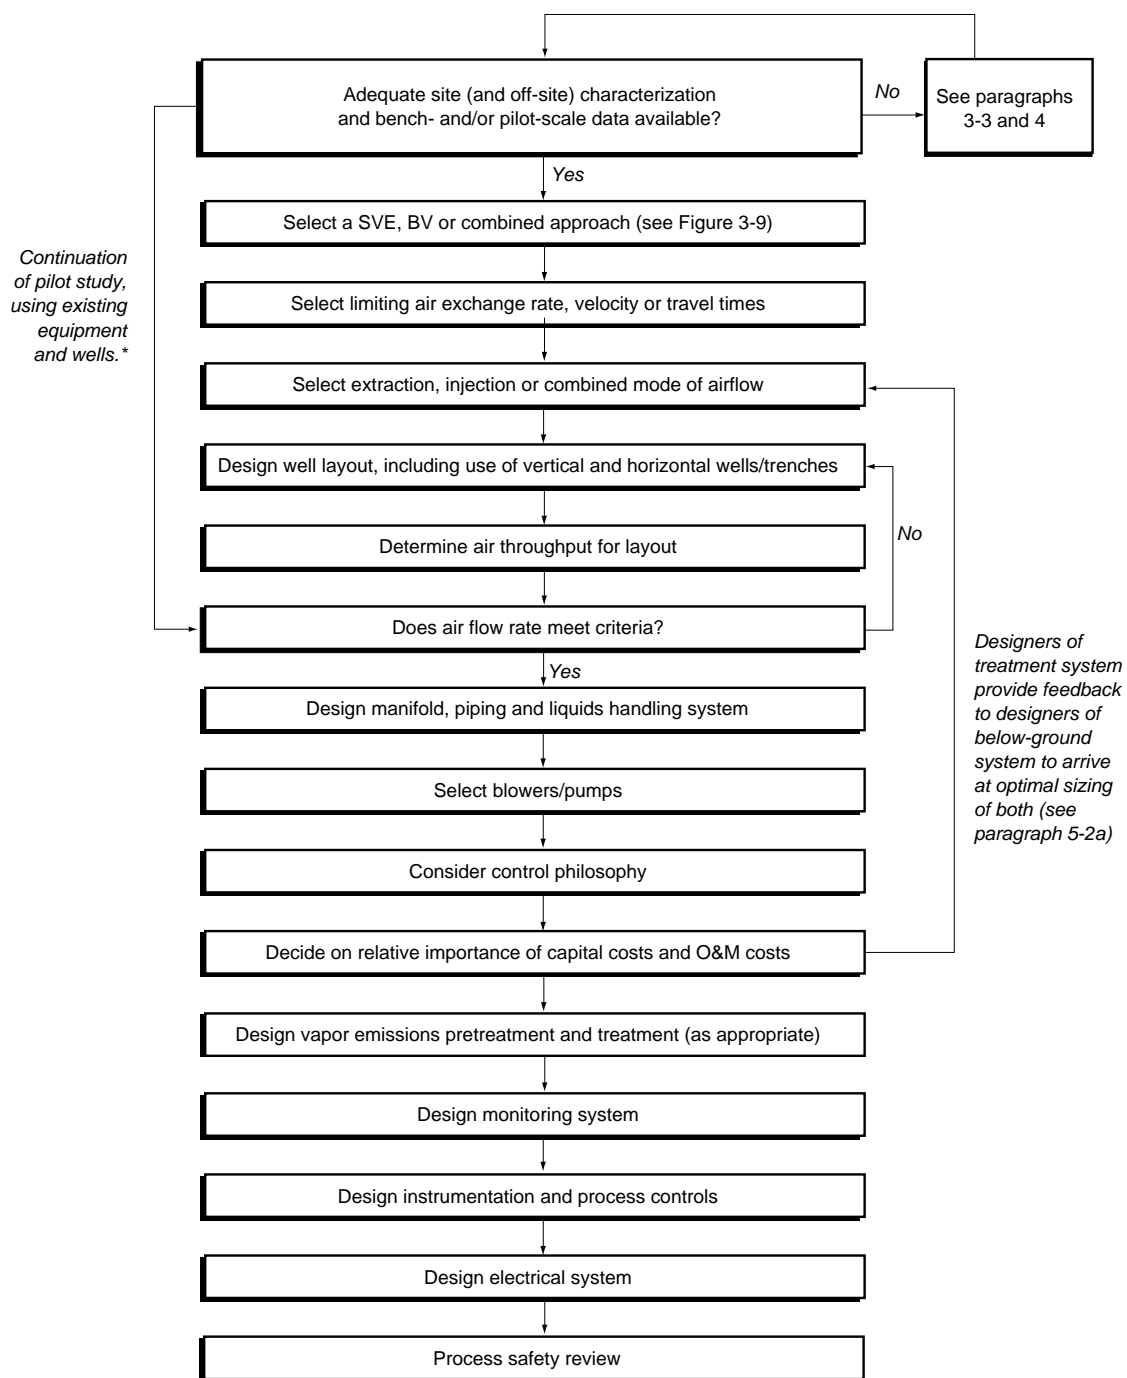 Adequate site (and off-site) characterization
and bench- and/or pilot-scale data available?
No
See paragraphs
3-3 and 4
Yes
Select a SVE, BV or combined approach (see Figure 3-9)
Continuation
of pilot study,
using existing
equipment
and wells.*
Select limiting air exchange rate, velocity or travel times
Select extraction, injection or combined mode of airflow
Design well layout, including use of vertical and horizontal wells/trenches
No
Determine air throughput for layout
Does air flow rate meet criteria?
Yes
Designers of
treatment system
provide feedback
to designers of
below-ground
system to arrive
at optimal sizing
of both (see
paragraph 5-2a)
Design manifold, piping and liquids handling system
Select blowers/pumps
Consider control philosophy
Decide on relative importance of capital costs and O&M costs
Design vapor emissions pretreatment and treatment (as appropriate)
Design monitoring system
Design instrumentation and process controls
Design electrical system
Process safety review